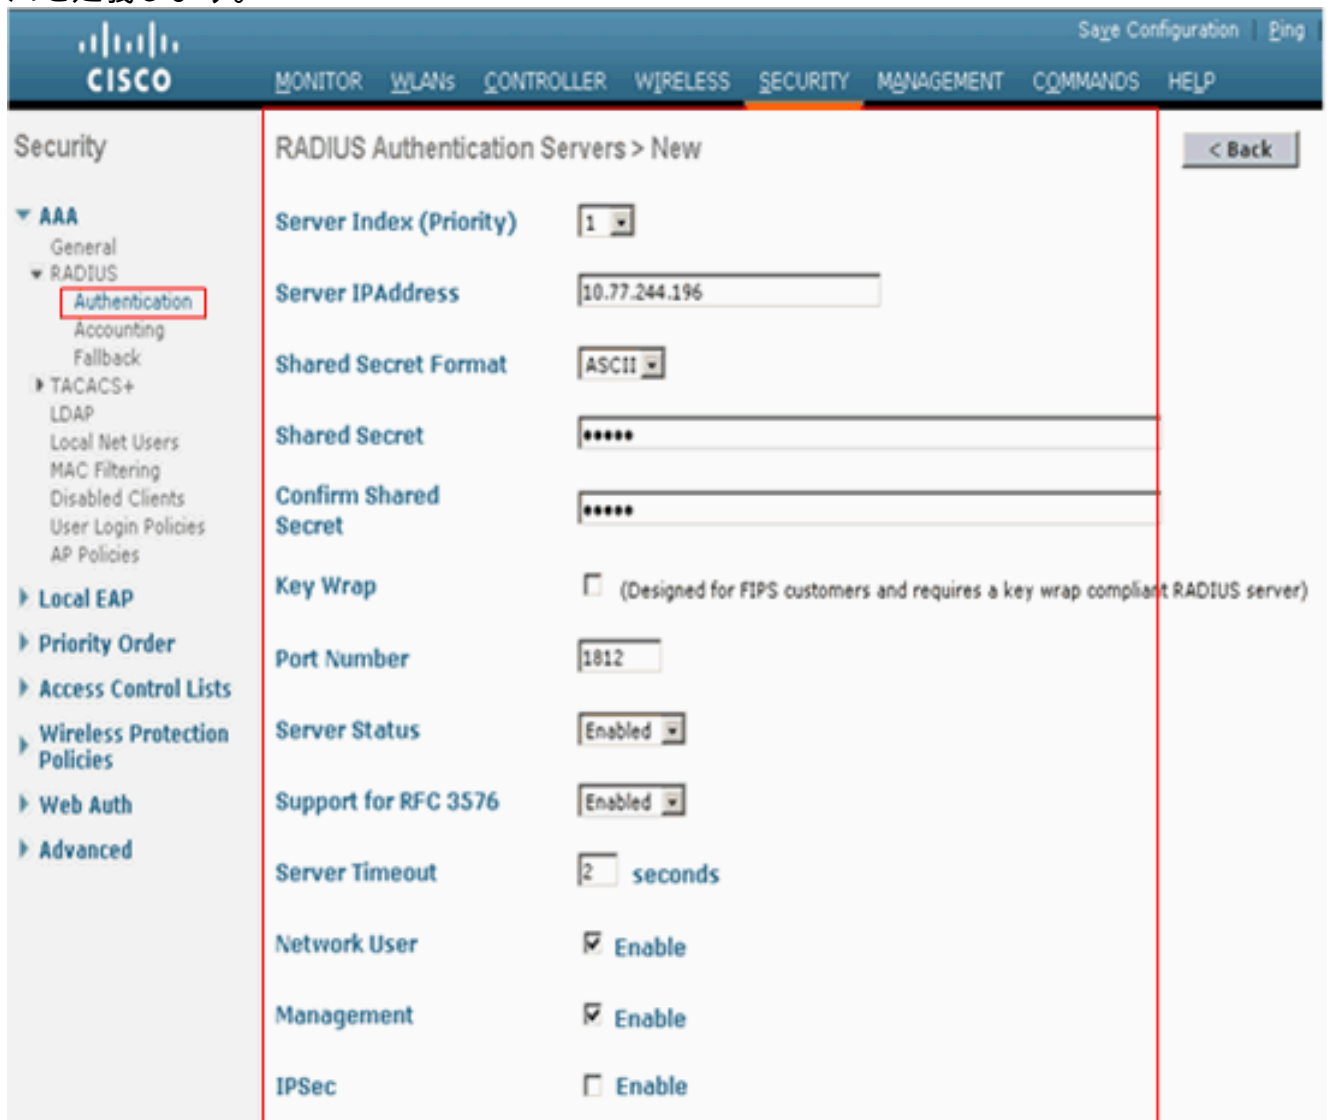 Save Configuration | Ping
CISCO
MONITOR WLANs CONTROLLER WIRELESS SECURITY MANAGEMENT COMMANDS HELP
Security
AAA
General
RADIUS
Authentication
Accounting
Fallback
TACACS+
LDAP
Local Net Users
MAC Filtering
Disabled Clients
User Login Policies
AP Policies
Local EAP
Priority Order
Access Control Lists
Wireless Protection
Policies
Web Auth
Advanced
RADIUS Authentication Servers > New
< Back
Server Index (Priority) 1
Server IPAddress 10.77.244.196
Shared Secret Format ASCII
Shared Secret •••••
Confirm Shared
Secret •••••
Key Wrap (Designed for FIPS customers and requires a key wrap compliant RADIUS server)
Port Number 1812
Server Status Enabled
Support for RFC 3576 Enabled
Server Timeout 2 seconds
Network User Enable
Management Enable
IPSec Enable